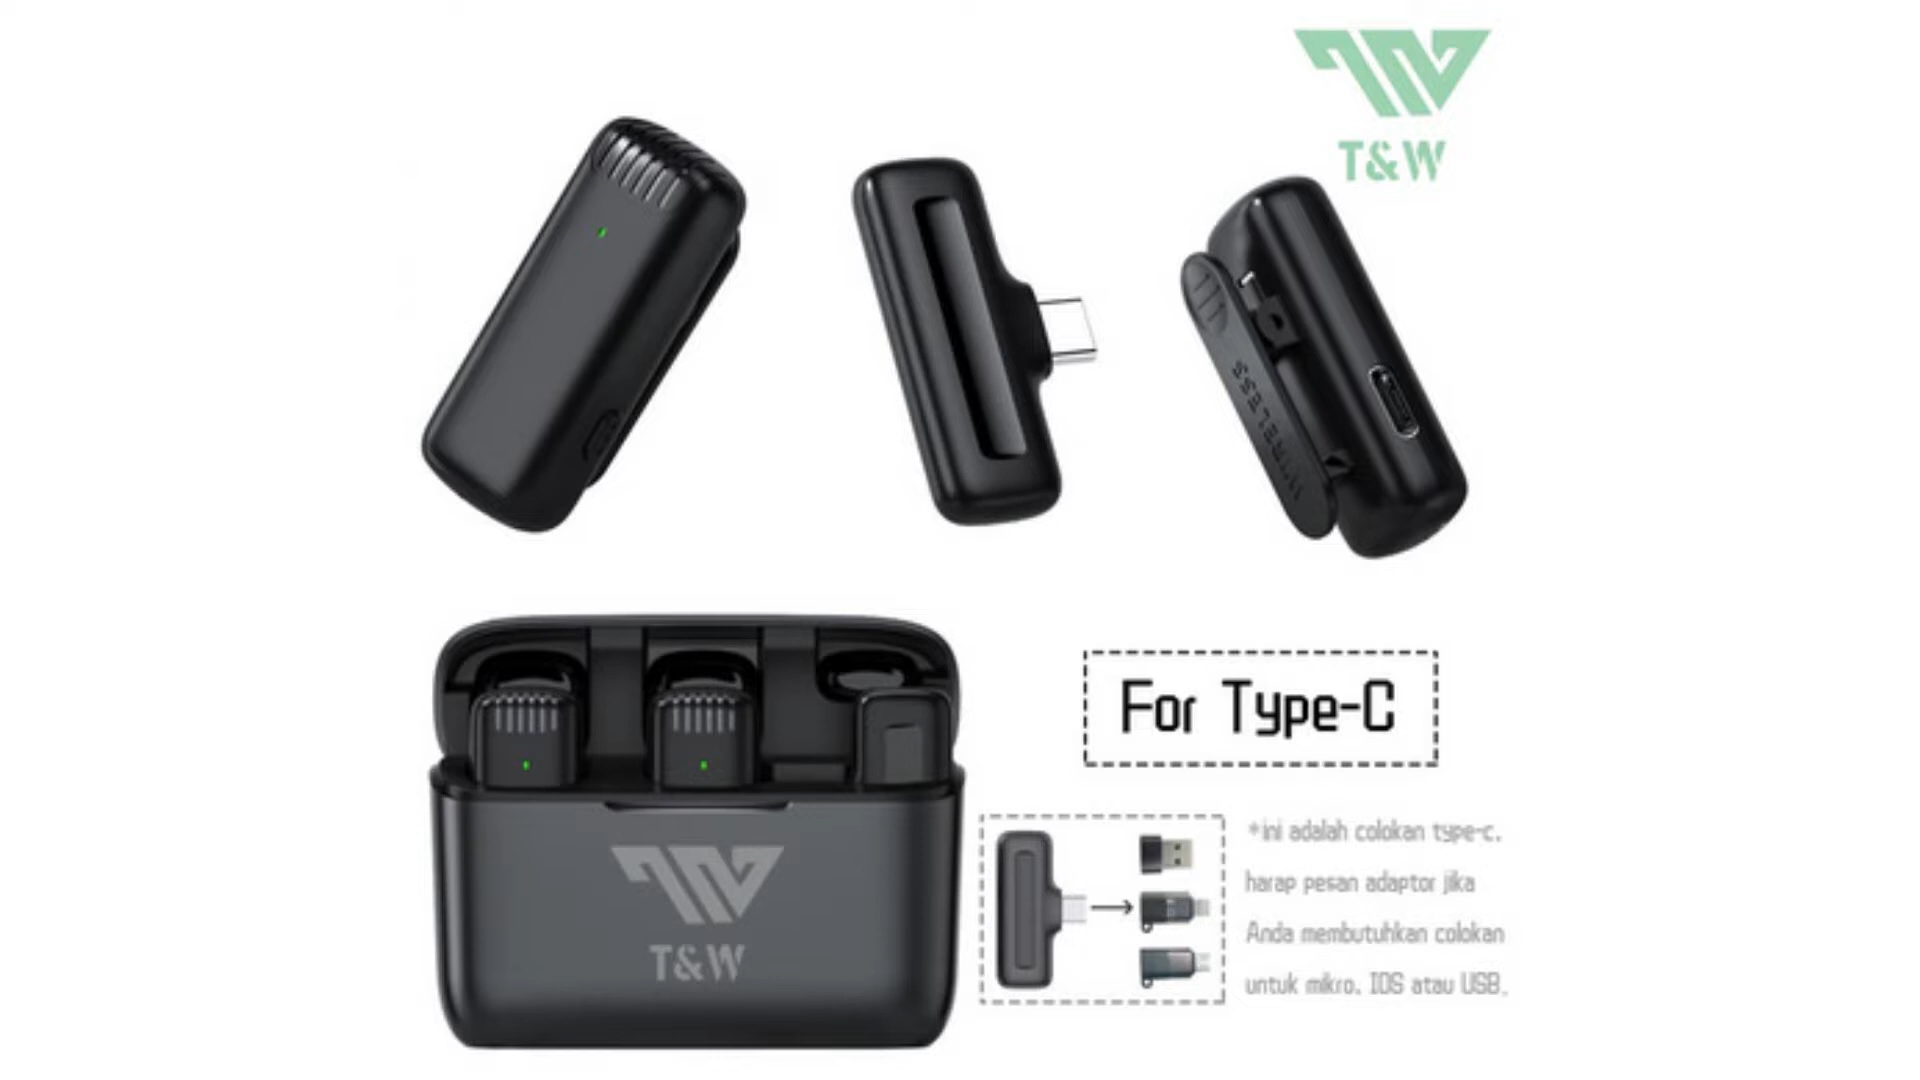 T&W
WIRELESS
For Type-C
T&W
*ini adalah colokan type-c.
harap pesan adaptor jika
Anda membutuhkan colokan
untuk mikro, IOS atau USB.